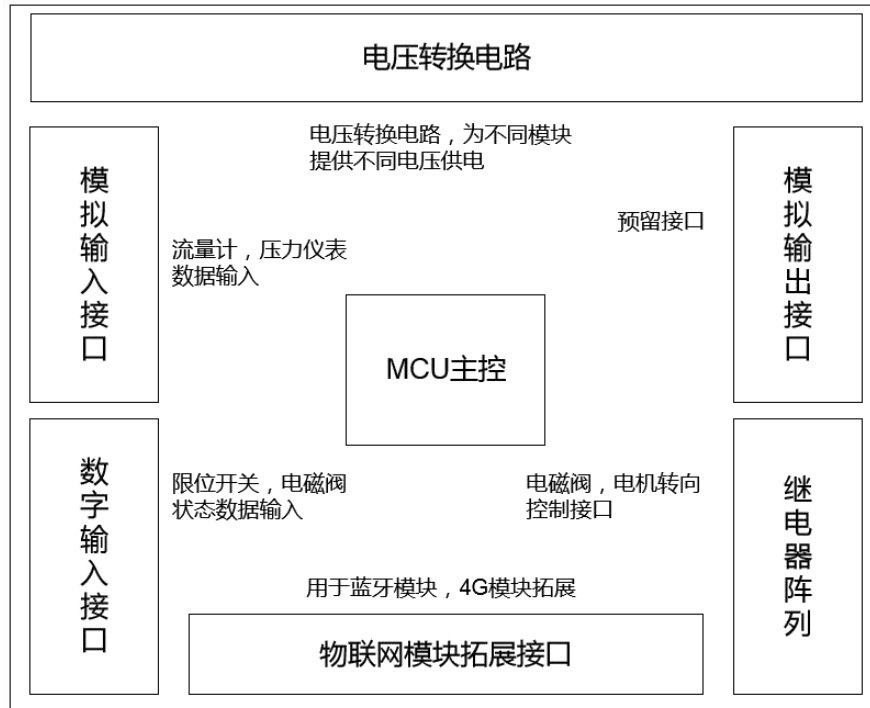 电压转换电路
电压转换电路，为不同模块
提供不同电压供电
模拟输入接口
模拟输出接口
预留接口
流量计，压力仪表
数据输入
MCU主控
数字输入接口
限位开关，电磁阀
状态数据输入
电磁阀，电机转向
控制接口
继电器阵列
用于蓝牙模块，4G模块拓展
物联网模块拓展接口